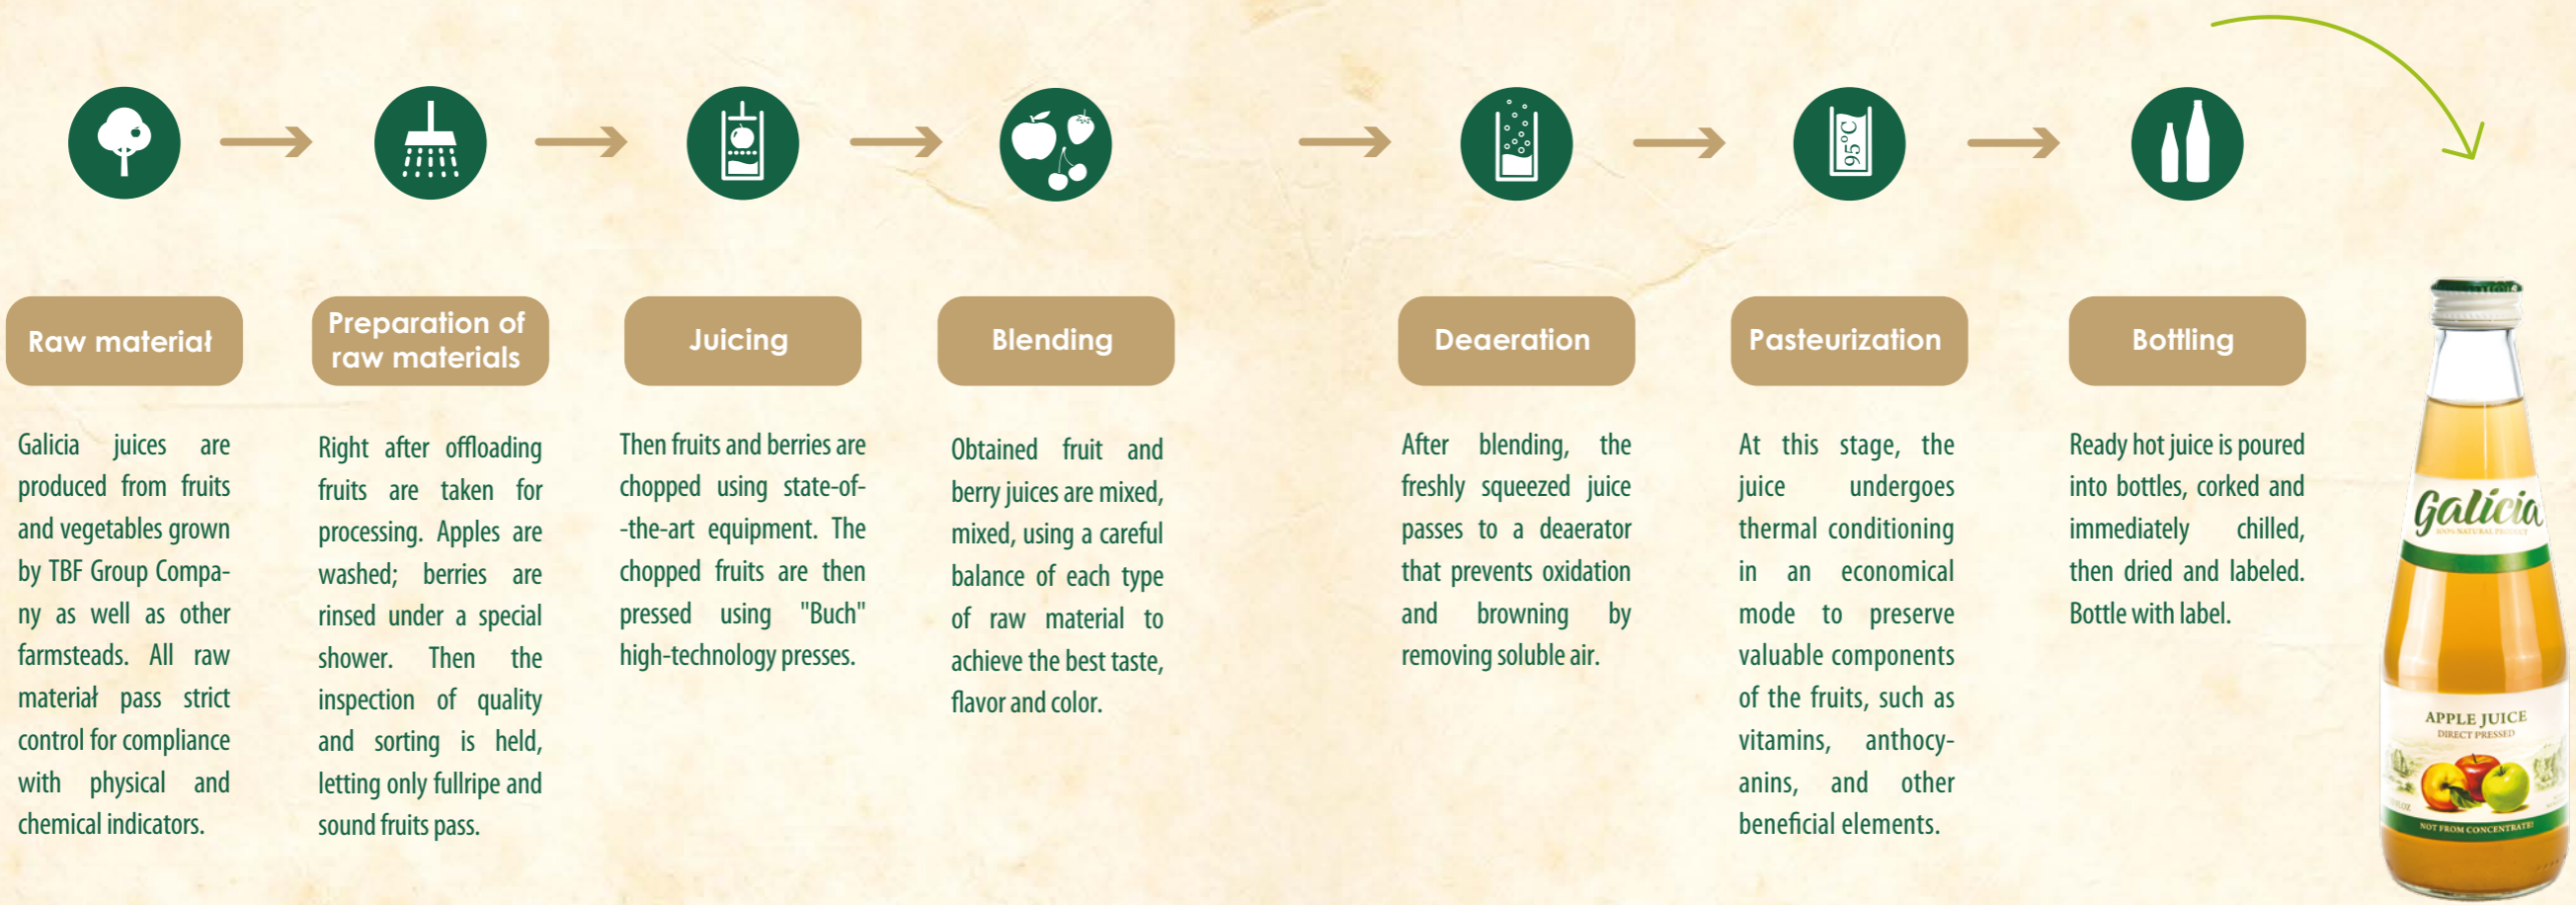 95°C
Raw materiał
Galicia juices are
produced from fruits
and vegetables grown
by TBF Group Compa-
ny as well as other
farmsteads. All raw
materiał pass strict
control for compliance
with physical and
chemical indicators.
Preparation of
raw materials
Right after offloading
fruits are taken for
processing. Apples are
washed; berries are
rinsed under a special
shower. Then the
inspection of quality
and sorting is held,
letting only fullripe and
sound fruits pass.
Juicing
Then fruits and berries are
chopped using state-of-
-the-art equipment. The
chopped fruits are then
pressed using "Buch"
high-technology presses.
Blending
Obtained fruit and
berry juices are mixed,
mixed, using a careful
balance of each type
of raw material to
achieve the best taste,
flavor and color.
Deaeration
After blending, the
freshly squeezed juice
passes to a deaerator
that prevents oxidation
and browning by
removing soluble air.
Pasteurization
At this stage, the
juice undergoes
thermal conditioning
in an economical
mode to preserve
valuable components
of the fruits, such as
vitamins, anthocy-
anins, and other
beneficial elements.
Bottling
Ready hot juice is poured
into bottles, corked and
immediately chilled,
then dried and labeled.
Bottle with label.
Galicia
100% NATURAL PRODUCT
APPLE JUICE
DIRECT PRESSED
NOT FROM CONCENTRATE!